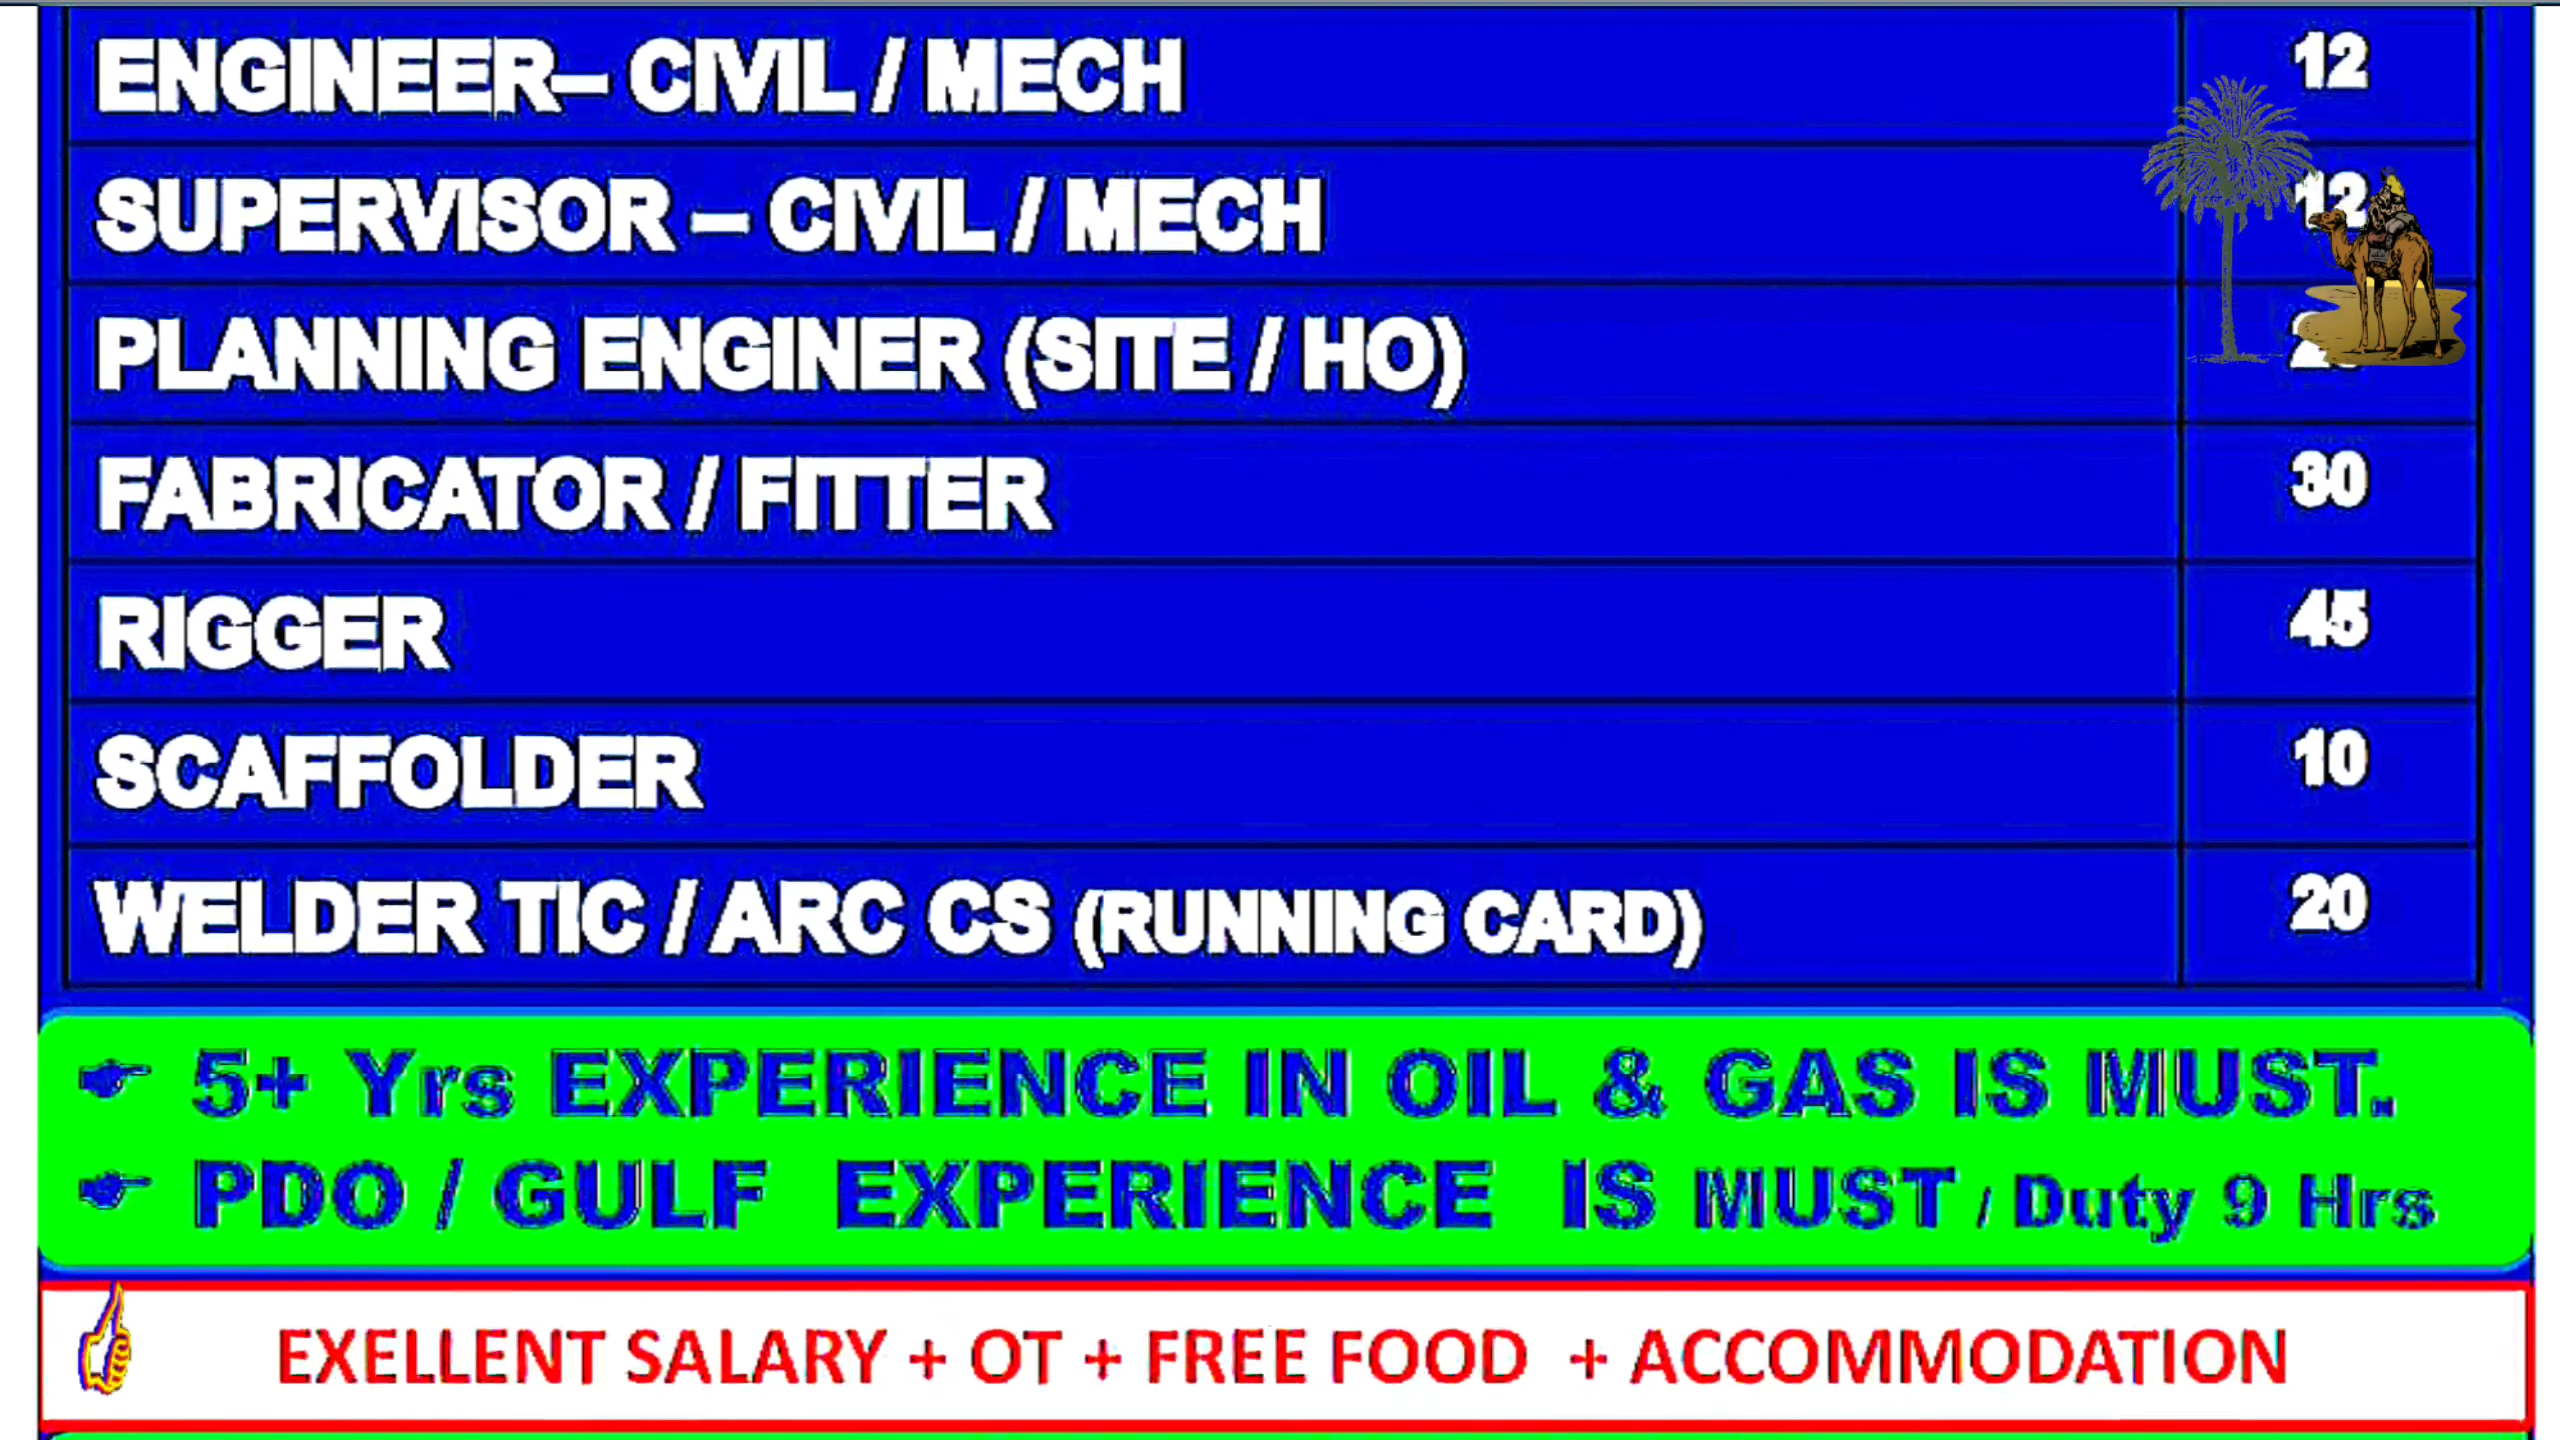 ENGINEER– CIVIL / MECH 12
SUPERVISOR – CIVIL / MECH 12
PLANNING ENGINER (SITE / HO)
FABRICATOR / FITTER 30
RIGGER 45
SCAFFOLDER 10
WELDER TIC / ARC CS (RUNNING CARD) 20
5+ Yrs EXPERIENCE IN OIL & GAS IS MUST.
PDO / GULF EXPERIENCE IS MUST / Duty 9 Hrs
EXELLENT SALARY + OT + FREE FOOD + ACCOMMODATION